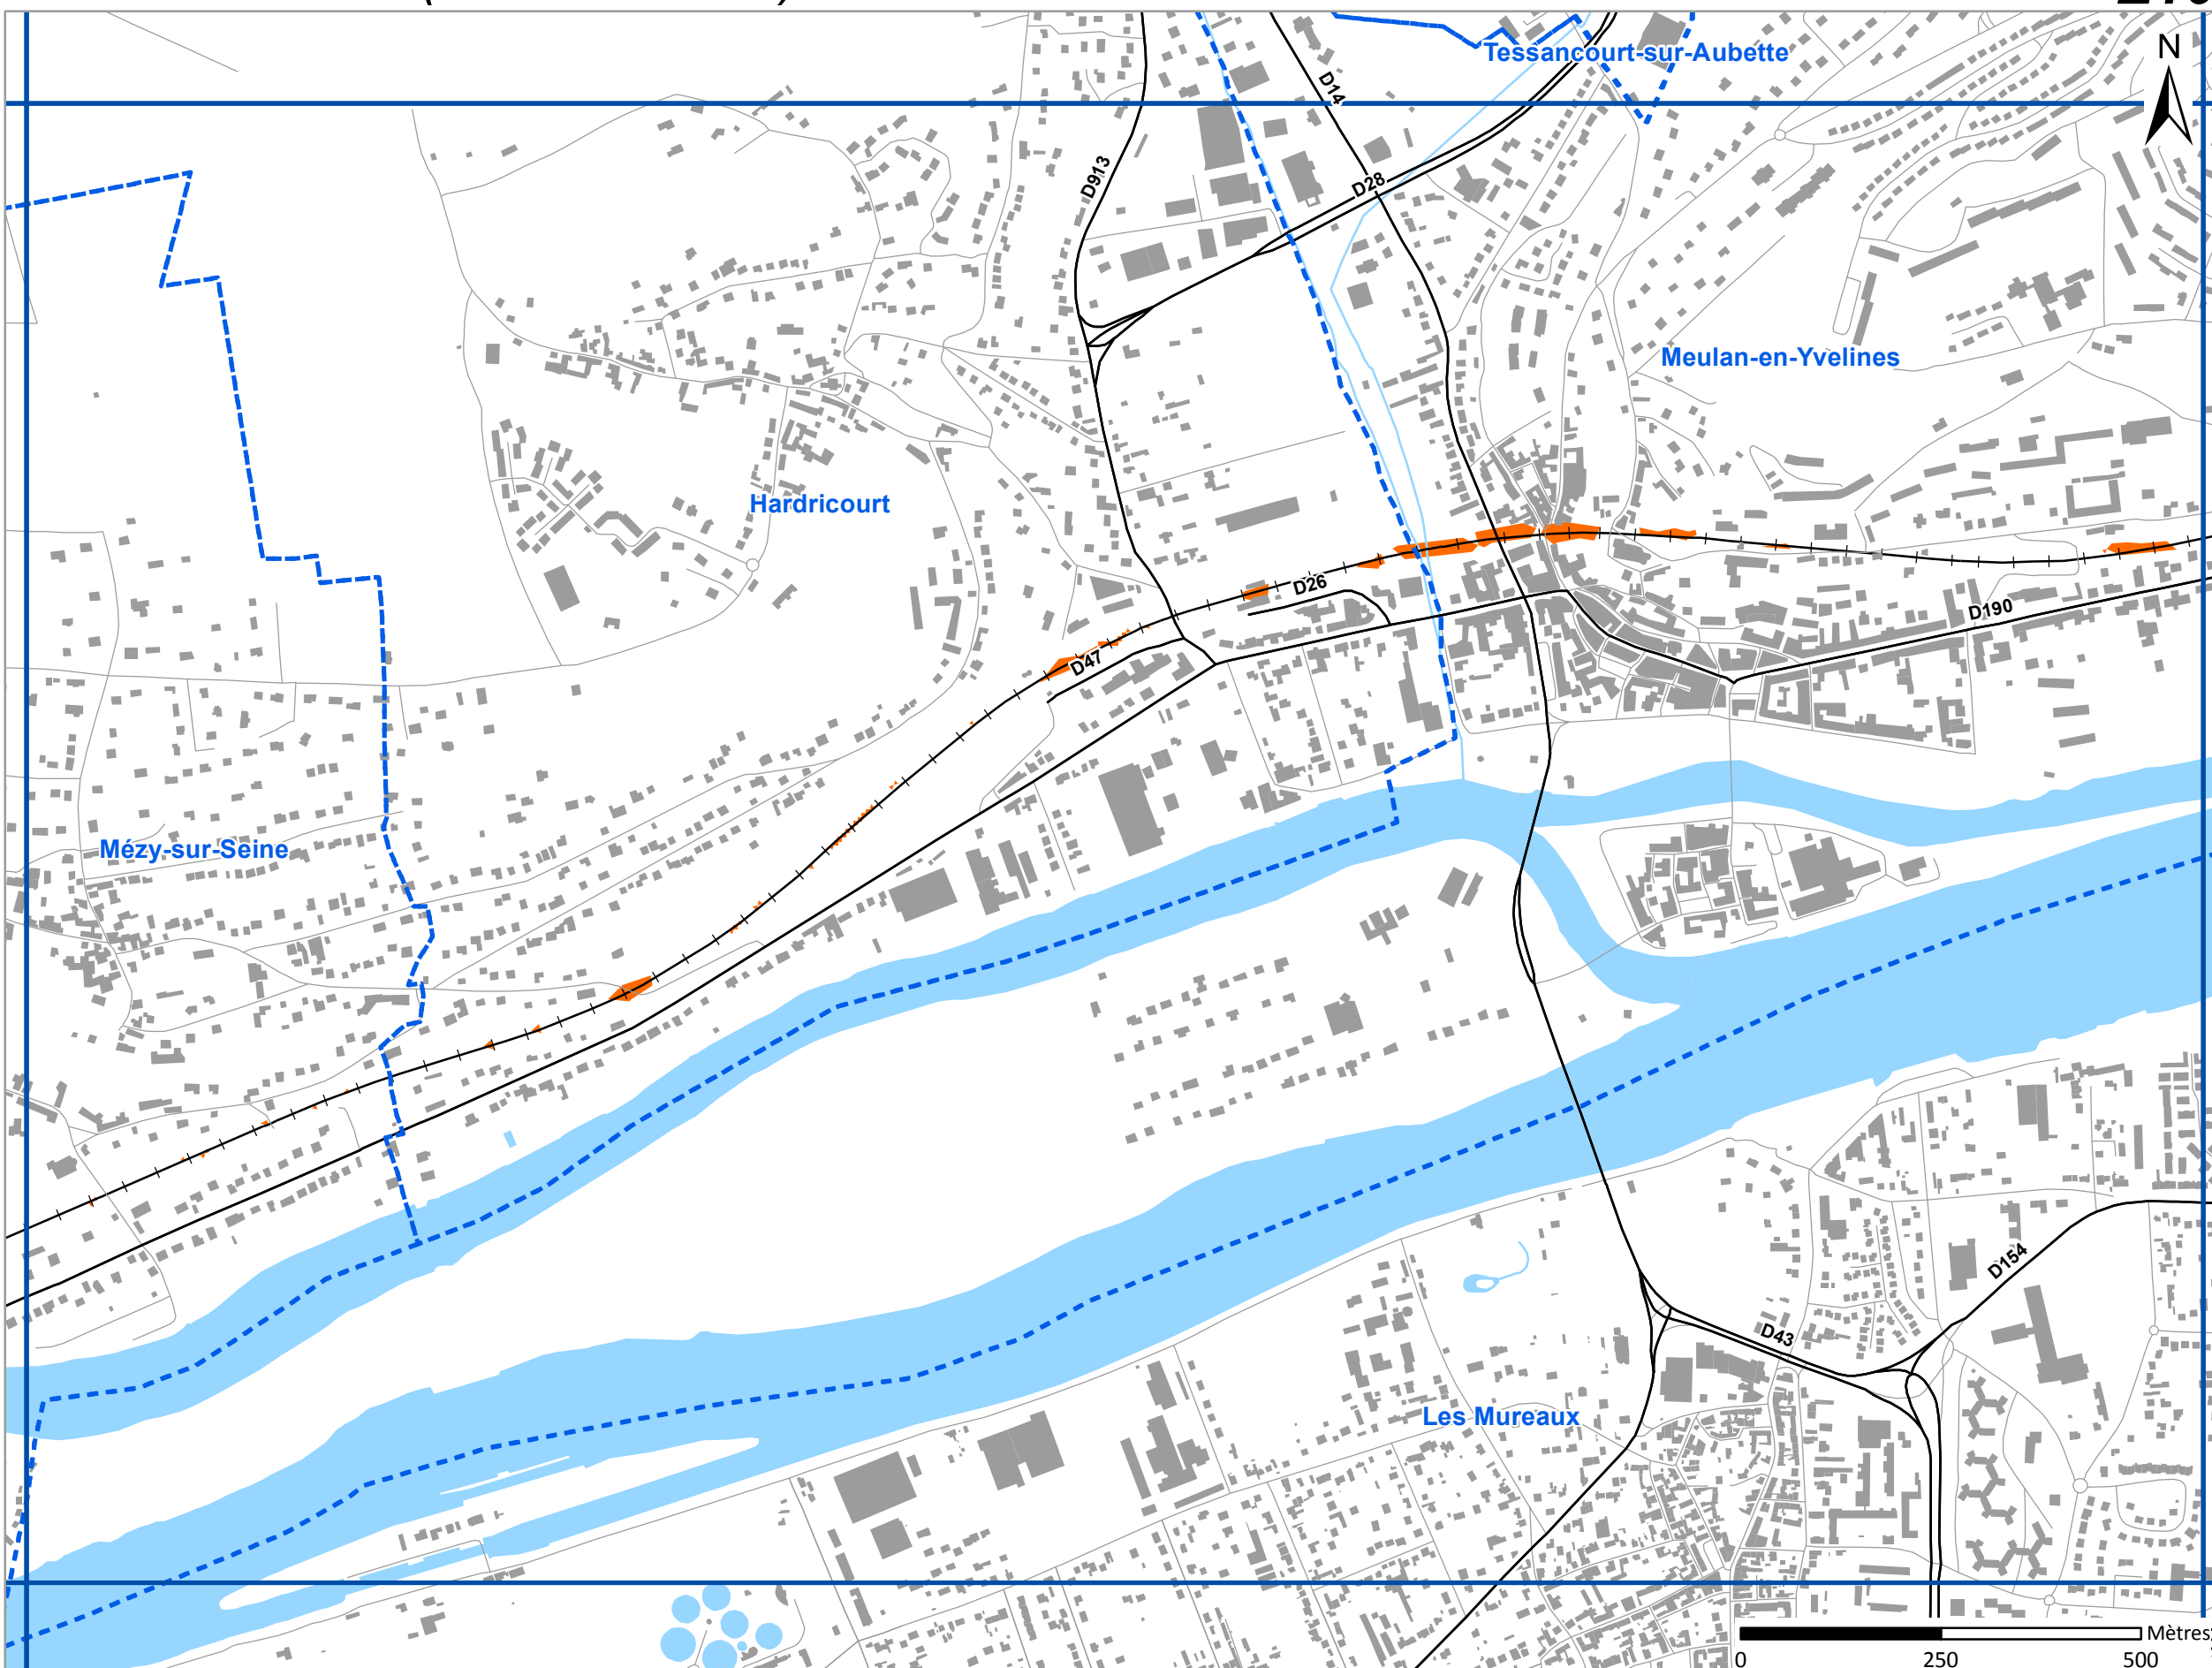 Tessancourt-sur-Aubette
N
D14
D913
D28
Meulan-en-Yvelines
Hardricourt
D26
D190
D47
Mézy-sur-Seine
D154
D43
Les Mureaux
Mètres
0 250 500